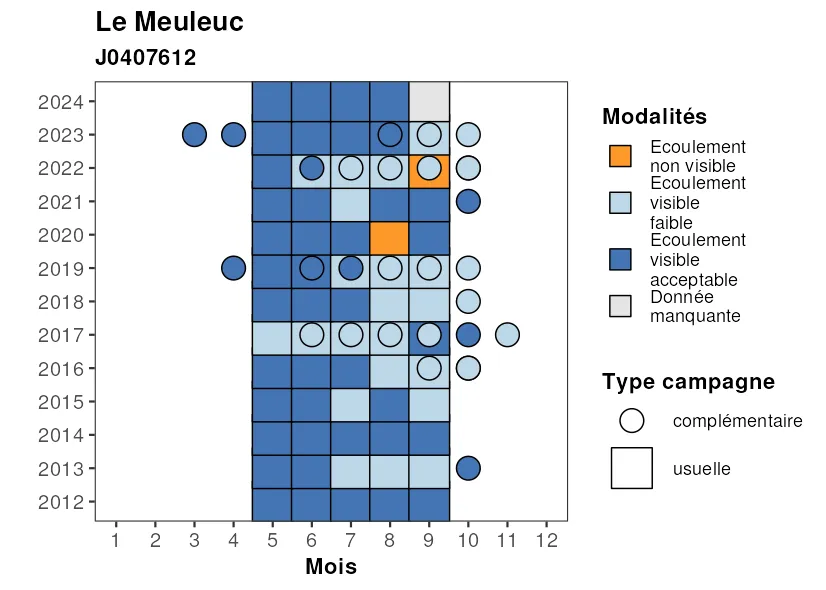 Le Meuleuc
J0407612
2024
2023
2022
2021
2020
2019
2018
2017
2016
2015
2014
2013
2012
1 2 3 4 5 6 7 8 9 10 11 12
Mois
Modalités
Ecoulement
non visible
Ecoulement
visible
faible
Ecoulement
visible
acceptable
Donnée
manquante
Type campagne
complémentaire
usuelle